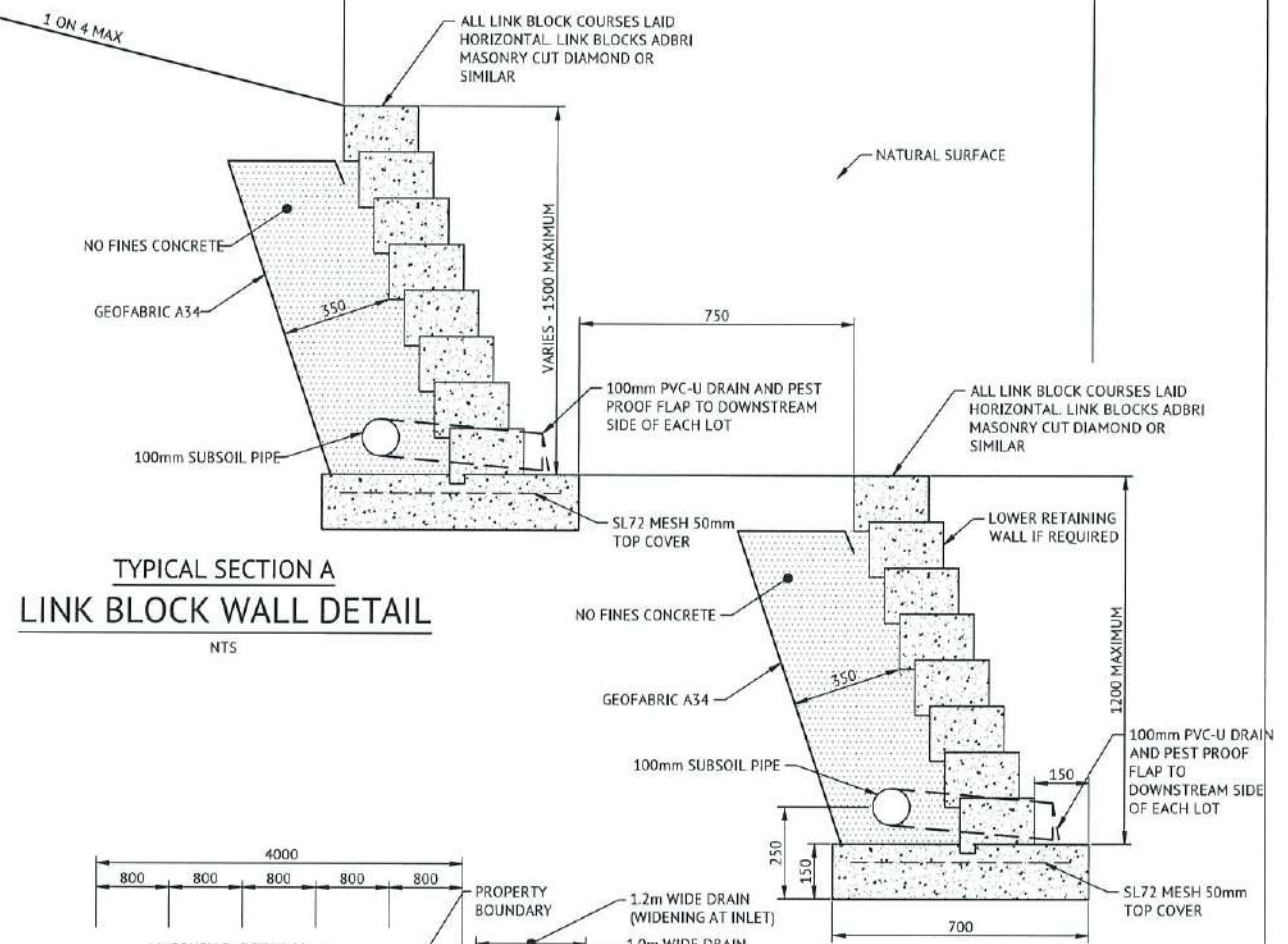 1 ON 4 MAX
ALL LINK BLOCK COURSES LAID
HORIZONTAL. LINK BLOCKS ADBRI
MASONRY CUT DIAMOND OR
SIMILAR
NATURAL SURFACE
NO FINES CONCRETE
GEOFABRIC A34
350
VARIES - 1500 MAXIMUM
750
100mm PVC-U DRAIN AND PEST
PROOF FLAP TO DOWNSTREAM
SIDE OF EACH LOT
100mm SUBSOIL PIPE
SL72 MESH 50mm
TOP COVER
TYPICAL SECTION A
LINK BLOCK WALL DETAIL
NTS
ALL LINK BLOCK COURSES LAID
HORIZONTAL. LINK BLOCKS ADBRI
MASONRY CUT DIAMOND OR
SIMILAR
LOWER RETAINING
WALL IF REQUIRED
NO FINES CONCRETE
GEOFABRIC A34
350
1200 MAXIMUM
100mm SUBSOIL PIPE
150
100mm PVC-U DRAIN
AND PEST PROOF
FLAP TO
DOWNSTREAM SIDE
OF EACH LOT
250
150
SL72 MESH 50mm
TOP COVER
700
4000
800 800 800 800 800
PROPERTY
BOUNDARY
1.2m WIDE DRAIN
(WIDENING AT INLET)
1.0m WIDE DRAIN